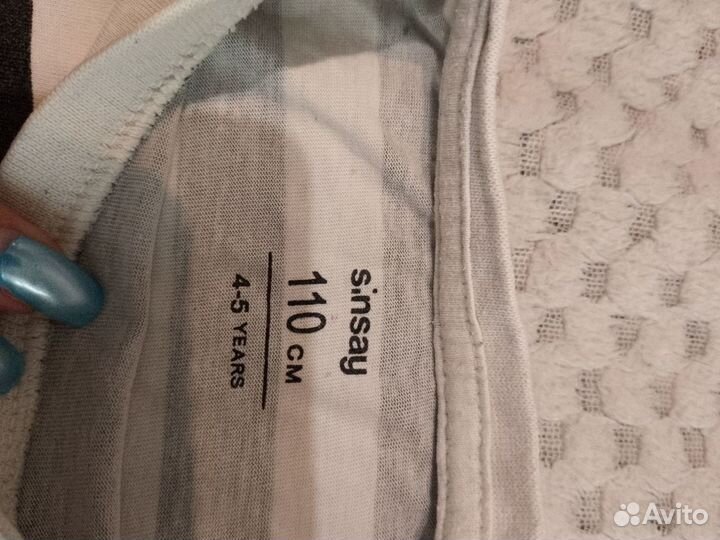 sinsay
110 CM
4-5 YEARS
Avito